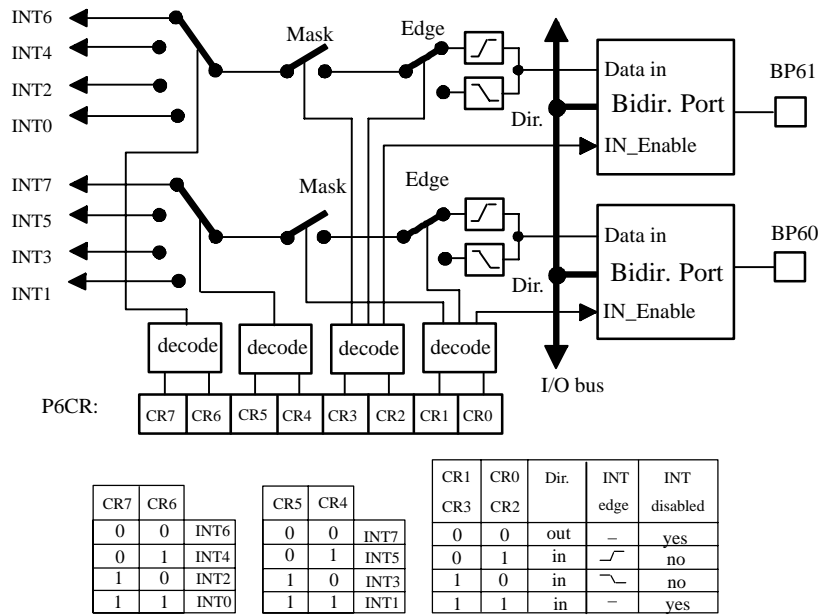 INT6
INT4
INT2
INT0
Mask
Edge
Dir.
Data in
Bidir. Port
IN_Enable
BP61
INT7
INT5
INT3
INT1
Mask
Edge
Dir.
Data in
Bidir. Port
IN_Enable
BP60
decode decode decode decode
I/O bus
P6CR: CR7 CR6 CR5 CR4 CR3 CR2 CR1 CR0
CR7 CR6
0 0 INT6
0 1 INT4
1 0 INT2
1 1 INT0
CR5 CR4
0 0 INT7
0 1 INT5
1 0 INT3
1 1 INT1
CR1 CR0 Dir. INT INT
CR3 CR2 edge disabled
0 0 out – yes
0 1 in no
1 0 in no
1 1 in – yes